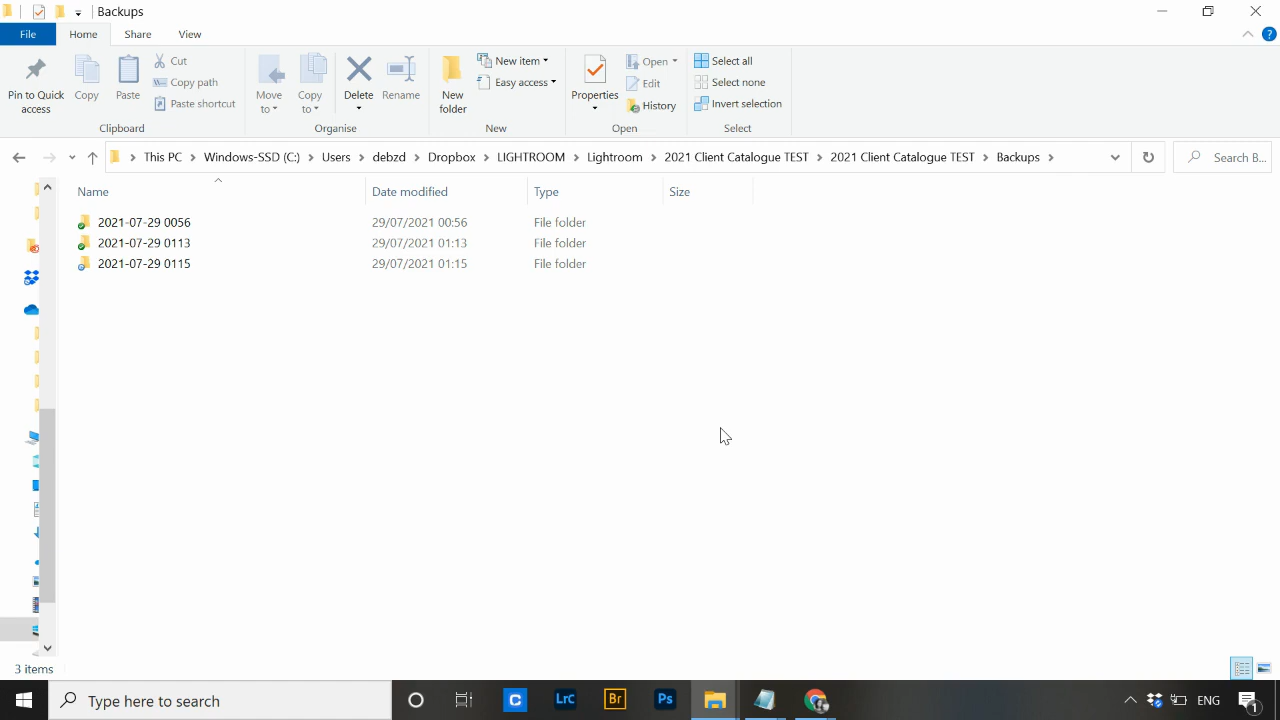 Backups
File Home Share View
Pin to Quick access
Copy
Paste
Cut
Copy path
Paste shortcut
Clipboard
Move to
Copy to
Delete
Rename
Organise
New folder
New item
Easy access
New
Properties
Open
Edit
History
Open
Select all
Select none
Invert selection
Select
This PC Windows-SSD (C:) Users debzd Dropbox LIGHTROOM Lightroom 2021 Client Catalogue TEST 2021 Client Catalogue TEST Backups
Search B...
Name Date modified Type Size
2021-07-29 0056 29/07/2021 00:56 File folder
2021-07-29 0113 29/07/2021 01:13 File folder
2021-07-29 0115 29/07/2021 01:15 File folder
3 items
Type here to search
C LrC Br Ps
ENG
1